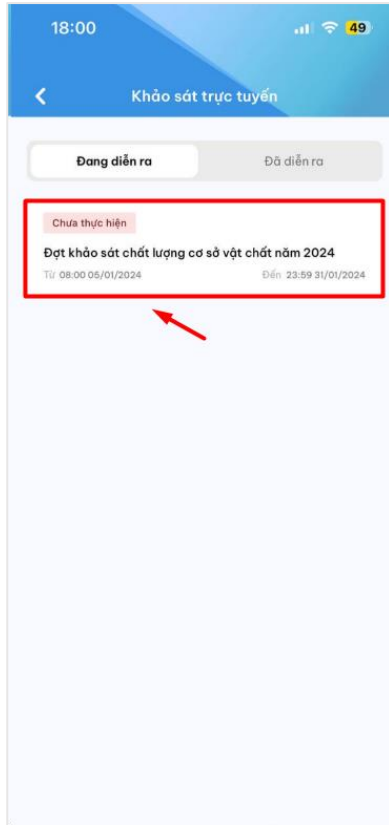 18:00 49
Khảo sát trực tuyến
Đang diễn ra Đã diễn ra
Chưa thực hiện
Đợt khảo sát chất lượng cơ sở vật chất năm 2024
Từ 08:00 05/01/2024 Đến 23:59 31/01/2024